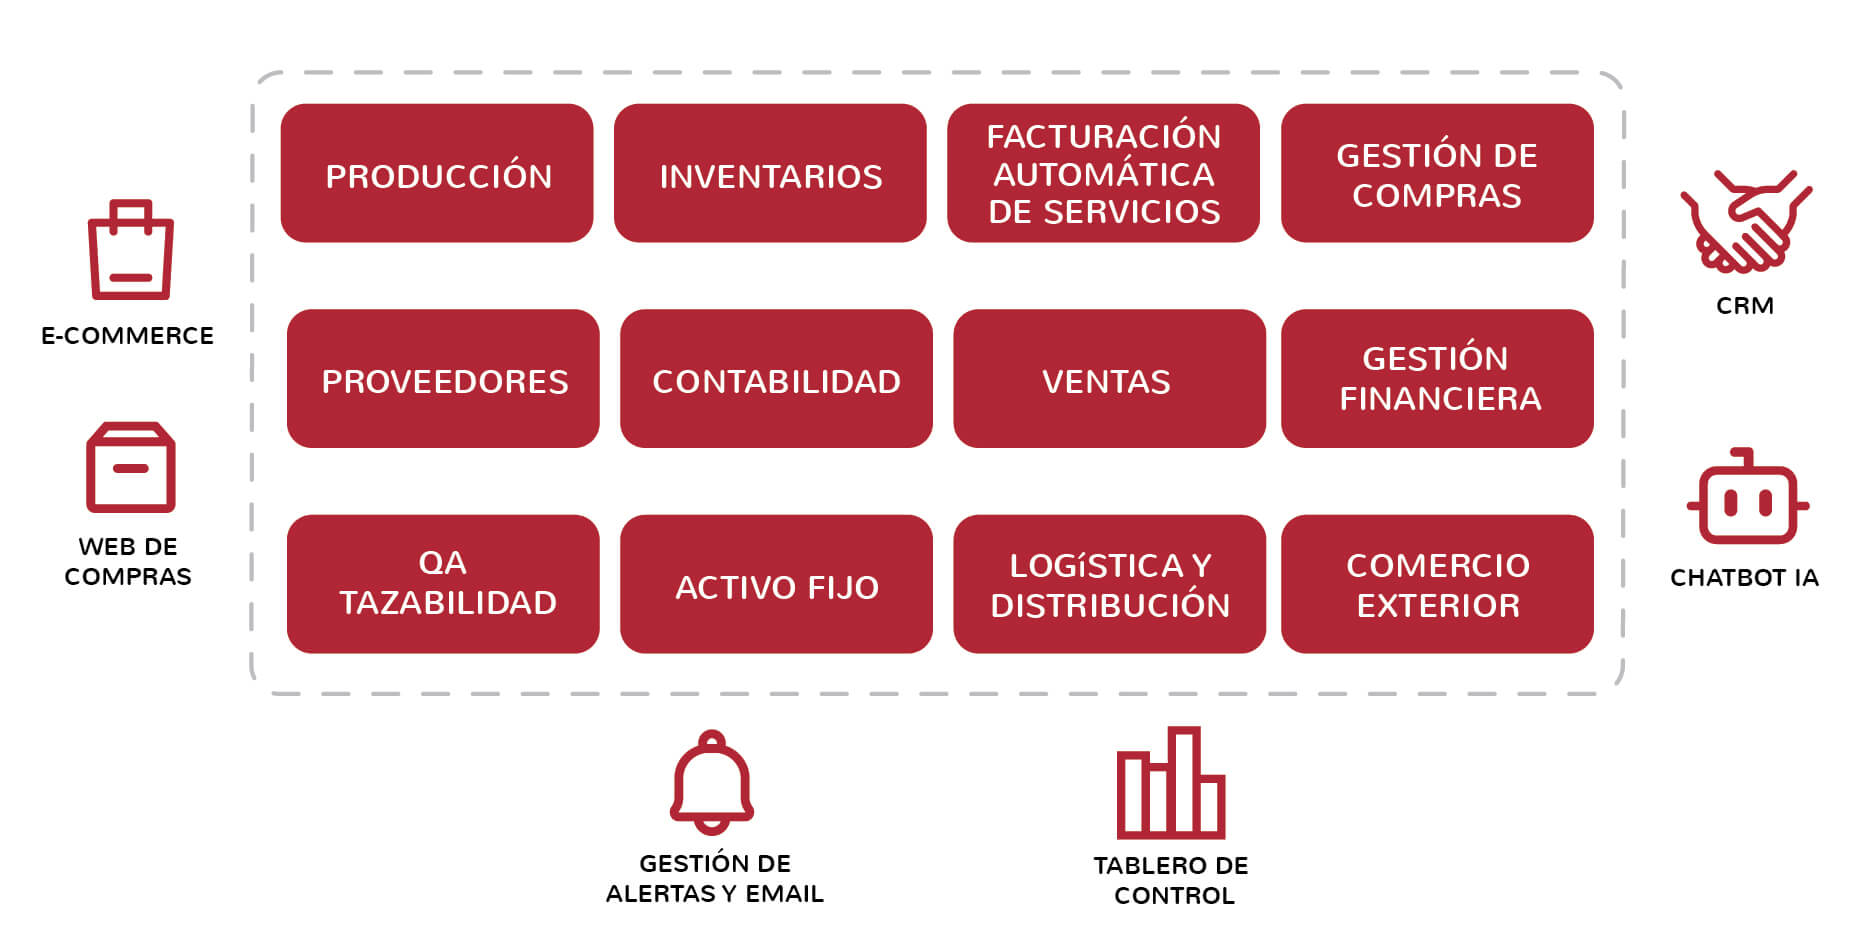 PRODUCCIÓN
INVENTARIOS
FACTURACIÓN
AUTOMÁTICA
DE SERVICIOS
GESTIÓN DE
COMPRAS
E-COMMERCE
CRM
PROVEEDORES
CONTABILIDAD
VENTAS
GESTIÓN
FINANCIERA
WEB DE
COMPRAS
CHATBOT IA
QA
TAZABILIDAD
ACTIVO FIJO
LOGíSTICA Y
DISTRIBUCIÓN
COMERCIO
EXTERIOR
GESTIÓN DE
ALERTAS Y EMAIL
TABLERO DE
CONTROL